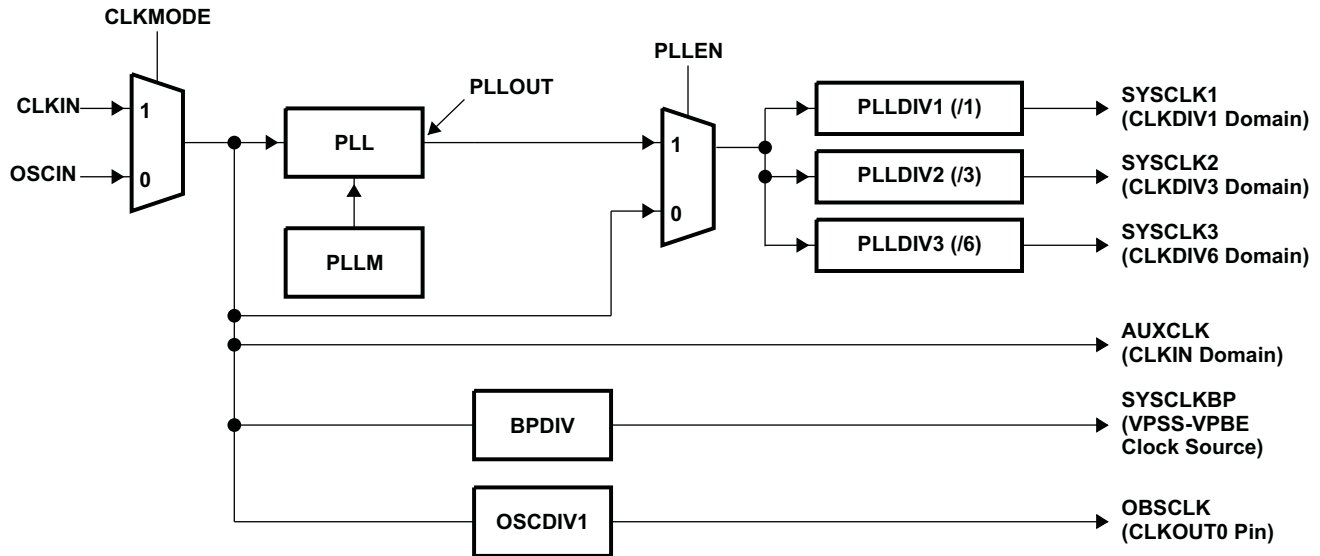 CLKMODE
CLKIN
1
OSCIN
0
PLL
PLLOUT
PLLM
PLLEN
1
0
PLLDIV1 (/1)
SYSCLK1
(CLKDIV1 Domain)
PLLDIV2 (/3)
SYSCLK2
(CLKDIV3 Domain)
PLLDIV3 (/6)
SYSCLK3
(CLKDIV6 Domain)
AUXCLK
(CLKIN Domain)
BPDIV
SYSCLKBP
(VPSS-VPBE
Clock Source)
OSCDIV1
OBSCLK
(CLKOUT0 Pin)